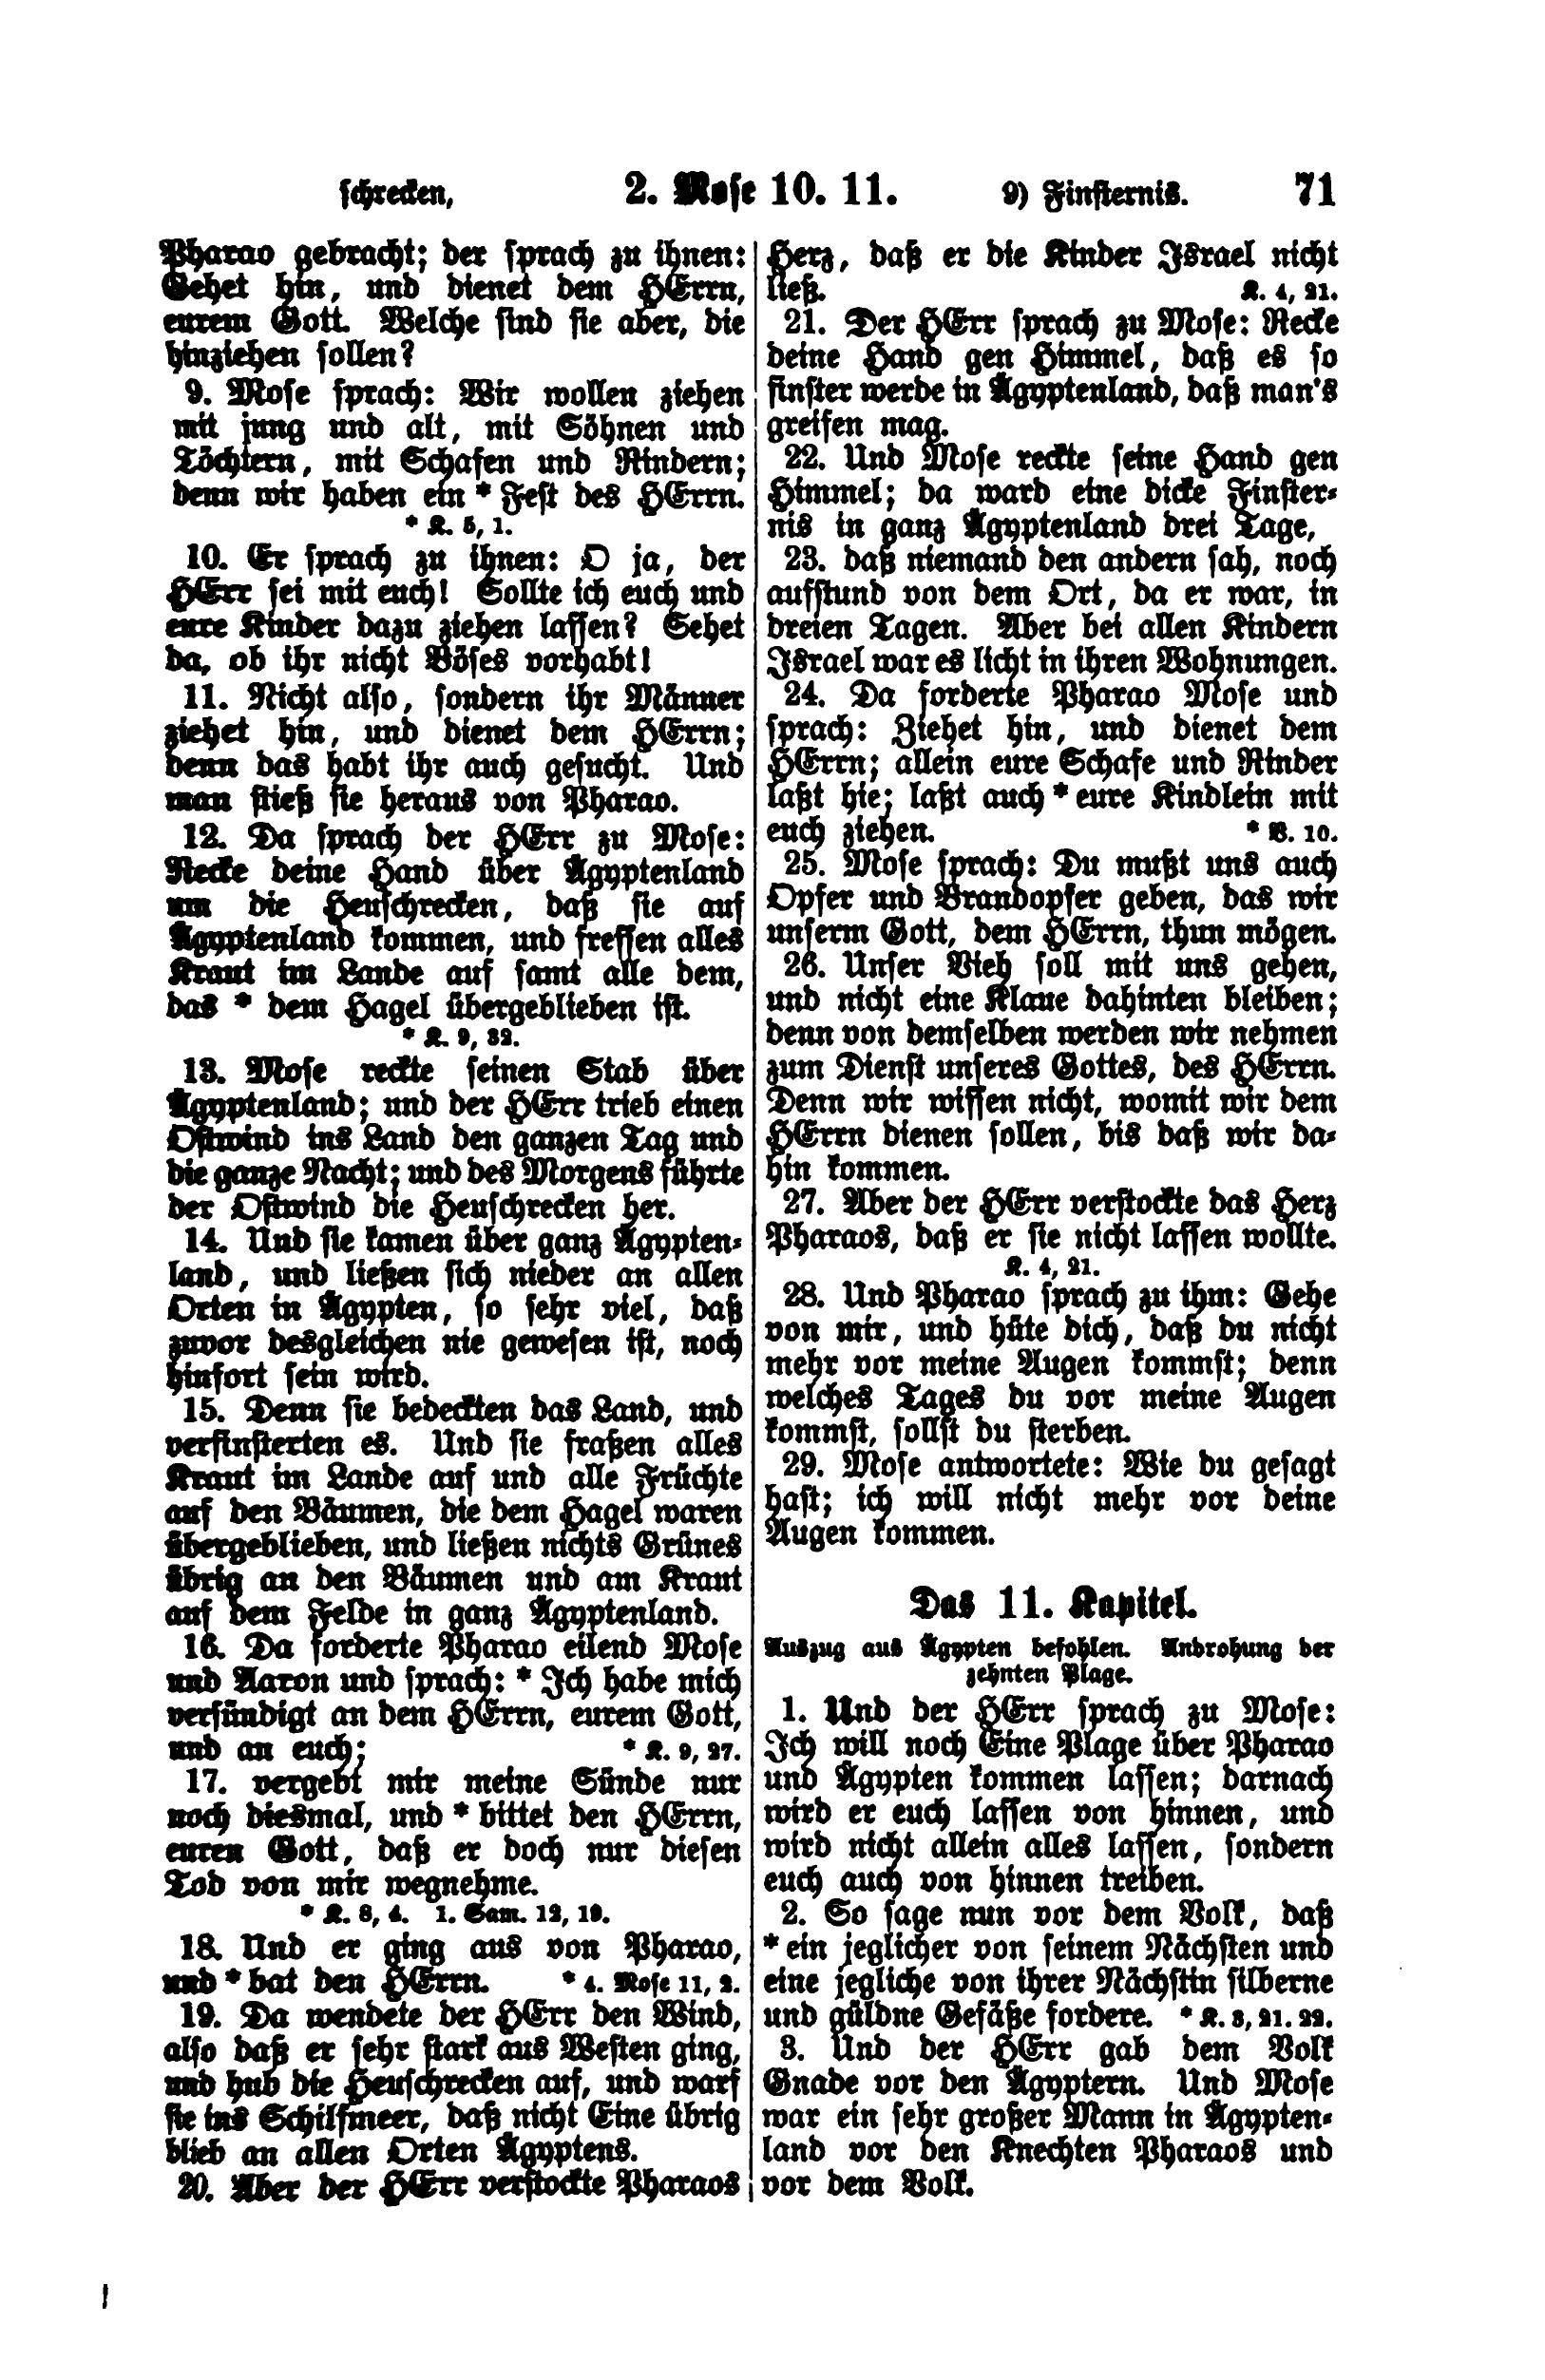 schrecken, 2. Mose 10. 11. 9) Finsternis. 71
Pharao gebracht; der sprach zu ihnen:
Gehet hin, und dienet dem HErrn,
eurem Gott. Welche sind sie aber, die
hinziehen sollen?
9. Mose sprach: Wir wollen ziehen
mit jung und alt, mit Söhnen und
Töchtern, mit Schafen und Rindern;
denn wir haben ein * Fest des HErrn.
* K. 5, 1.
10. Er sprach zu ihnen: O ja, der
HErr sei mit euch! Sollte ich euch und
eure Kinder dazu ziehen lassen? Sehet
da, ob ihr nicht Böses vorhabt!
11. Nicht also, sondern ihr Männer
ziehet hin, und dienet dem HErrn;
denn das habt ihr auch gesucht. Und
man stieß sie heraus von Pharao.
12. Da sprach der HErr zu Mose:
Recke deine Hand über Ägyptenland
um die Heuschrecken, daß sie auf
Ägyptenland kommen, und fressen alles
Kraut im Lande auf samt alle dem,
das * dem Hagel übergeblieben ist.
* K. 9, 32.
13. Mose reckte seinen Stab über
Ägyptenland; und der HErr trieb einen
Ostwind ins Land den ganzen Tag und
die ganze Nacht; und des Morgens führte
der Ostwind die Heuschrecken her.
14. Und sie kamen über ganz Ägypten-
land, und ließen sich nieder an allen
Orten in Ägypten, so sehr viel, daß
zuvor desgleichen nie gewesen ist, noch
hinfort sein wird.
15. Denn sie bedeckten das Land, und
verfinsterten es. Und sie fraßen alles
Kraut im Lande auf und alle Früchte
auf den Bäumen, die dem Hagel waren
übergeblieben, und ließen nichts Grünes
übrig an den Bäumen und am Kraut
auf dem Felde in ganz Ägyptenland.
16. Da forderte Pharao eilend Mose
und Aaron und sprach: * Ich habe mich
versündigt an dem HErrn, eurem Gott,
und an euch; * K. 9, 27.
17. vergebt mir meine Sünde nur
noch diesmal, und * bittet den HErrn,
euren Gott, daß er doch nur diesen
Tod von mir wegnehme.
* K. 8, 4. 1. Sam. 12, 19.
18. Und er ging aus von Pharao,
und * bat den HErrn. * 4. Mose 11, 2.
19. Da wendete der HErr den Wind,
also daß er sehr stark aus Westen ging,
und hub die Heuschrecken auf, und warf
sie ins Schilfmeer, daß nicht Eine übrig
blieb an allen Orten Ägyptens.
20. Aber der HErr verstockte Pharaos
Herz, daß er die Kinder Israel nicht
ließ. K. 4, 21.
21. Der HErr sprach zu Mose: Recke
deine Hand gen Himmel, daß es so
finster werde in Ägyptenland, daß man's
greifen mag.
22. Und Mose reckte seine Hand gen
Himmel; da ward eine dicke Finster-
nis in ganz Ägyptenland drei Tage,
23. daß niemand den andern sah, noch
aufstund von dem Ort, da er war, in
dreien Tagen. Aber bei allen Kindern
Israel war es licht in ihren Wohnungen.
24. Da forderte Pharao Mose und
sprach: Ziehet hin, und dienet dem
HErrn; allein eure Schafe und Rinder
laßt hie; laßt auch * eure Kindlein mit
euch ziehen. * V. 10.
25. Mose sprach: Du mußt uns auch
Opfer und Brandopfer geben, das wir
unserm Gott, dem HErrn, thun mögen.
26. Unser Vieh soll mit uns gehen,
und nicht eine Klaue dahinten bleiben;
denn von demselben werden wir nehmen
zum Dienst unseres Gottes, des HErrn.
Denn wir wissen nicht, womit wir dem
HErrn dienen sollen, bis daß wir da-
hin kommen.
27. Aber der HErr verstockte das Herz
Pharaos, daß er sie nicht lassen wollte.
K. 4, 21.
28. Und Pharao sprach zu ihm: Gehe
von mir, und hüte dich, daß du nicht
mehr vor meine Augen kommst; denn
welches Tages du vor meine Augen
kommst, sollst du sterben.
29. Mose antwortete: Wie du gesagt
hast; ich will nicht mehr vor deine
Augen kommen.
Das 11. Kapitel.
Auszug aus Ägypten befohlen. Androhung der
zehnten Plage.
1. Und der HErr sprach zu Mose:
Ich will noch Eine Plage über Pharao
und Ägypten kommen lassen; darnach
wird er euch lassen von hinnen, und
wird nicht allein alles lassen, sondern
euch auch von hinnen treiben.
2. So sage nun vor dem Volk, daß
* ein jeglicher von seinem Nächsten und
eine jegliche von ihrer Nächstin silberne
und güldne Gefäße fordere. * K. 3, 21. 22.
3. Und der HErr gab dem Volk
Gnade vor den Ägyptern. Und Mose
war ein sehr großer Mann in Ägypten-
land vor den Knechten Pharaos und
vor dem Volk.